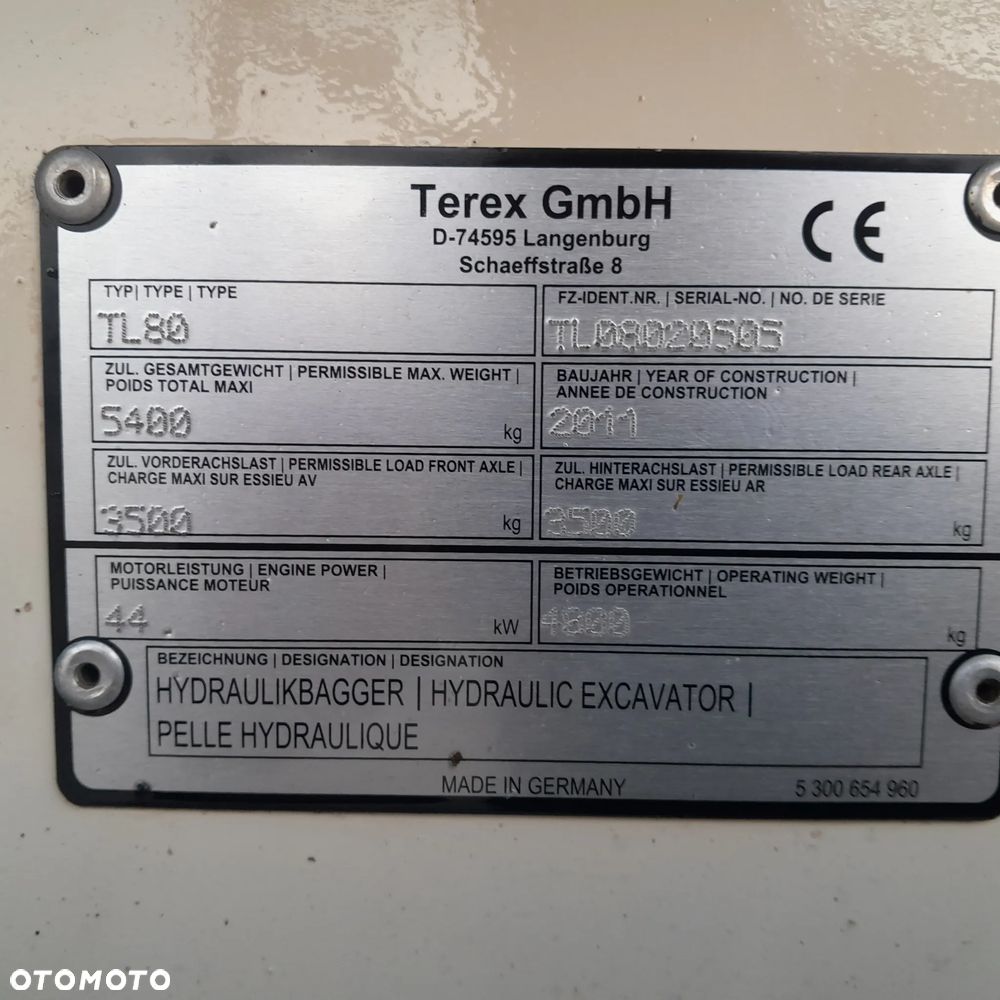 Terex GmbH
D-74595 Langenburg
Schaeffstraße 8
CE
TYP| TYPE | TYPE
TL80
FZ-IDENT.NR. | SERIAL-NO. | NO. DE SERIE
TL08020505
ZUL. GESAMTGEWICHT | PERMISSIBLE MAX. WEIGHT |
POIDS TOTAL MAXI
5400 kg
BAUJAHR | YEAR OF CONSTRUCTION |
ANNEE DE CONSTRUCTION
2011
ZUL. VORDERACHSLAST | PERMISSIBLE LOAD FRONT AXLE |
CHARGE MAXI SUR ESSIEU AV
3500 kg
ZUL. HINTERACHSLAST | PERMISSIBLE LOAD REAR AXLE |
CHARGE MAXI SUR ESSIEU AR
3500 kg
MOTORLEISTUNG | ENGINE POWER |
PUISSANCE MOTEUR
44 kW
BETRIEBSGEWICHT | OPERATING WEIGHT |
POIDS OPERATIONNEL
4800 kg
BEZEICHNUNG | DESIGNATION | DESIGNATION
HYDRAULIKBAGGER | HYDRAULIC EXCAVATOR |
PELLE HYDRAULIQUE
MADE IN GERMANY
5 300 654 960
OTOMOTO